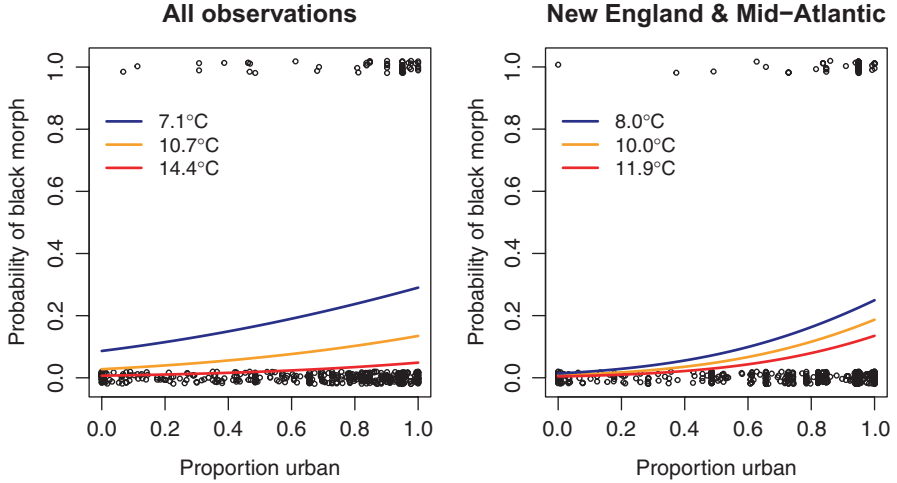 All observations
Probability of black morph
1.0
0.8
0.6
0.4
0.2
0.0
7.1°C
10.7°C
14.4°C
0.0 0.2 0.4 0.6 0.8 1.0
Proportion urban
New England & Mid−Atlantic
Probability of black morph
1.0
0.8
0.6
0.4
0.2
0.0
8.0°C
10.0°C
11.9°C
0.0 0.2 0.4 0.6 0.8 1.0
Proportion urban